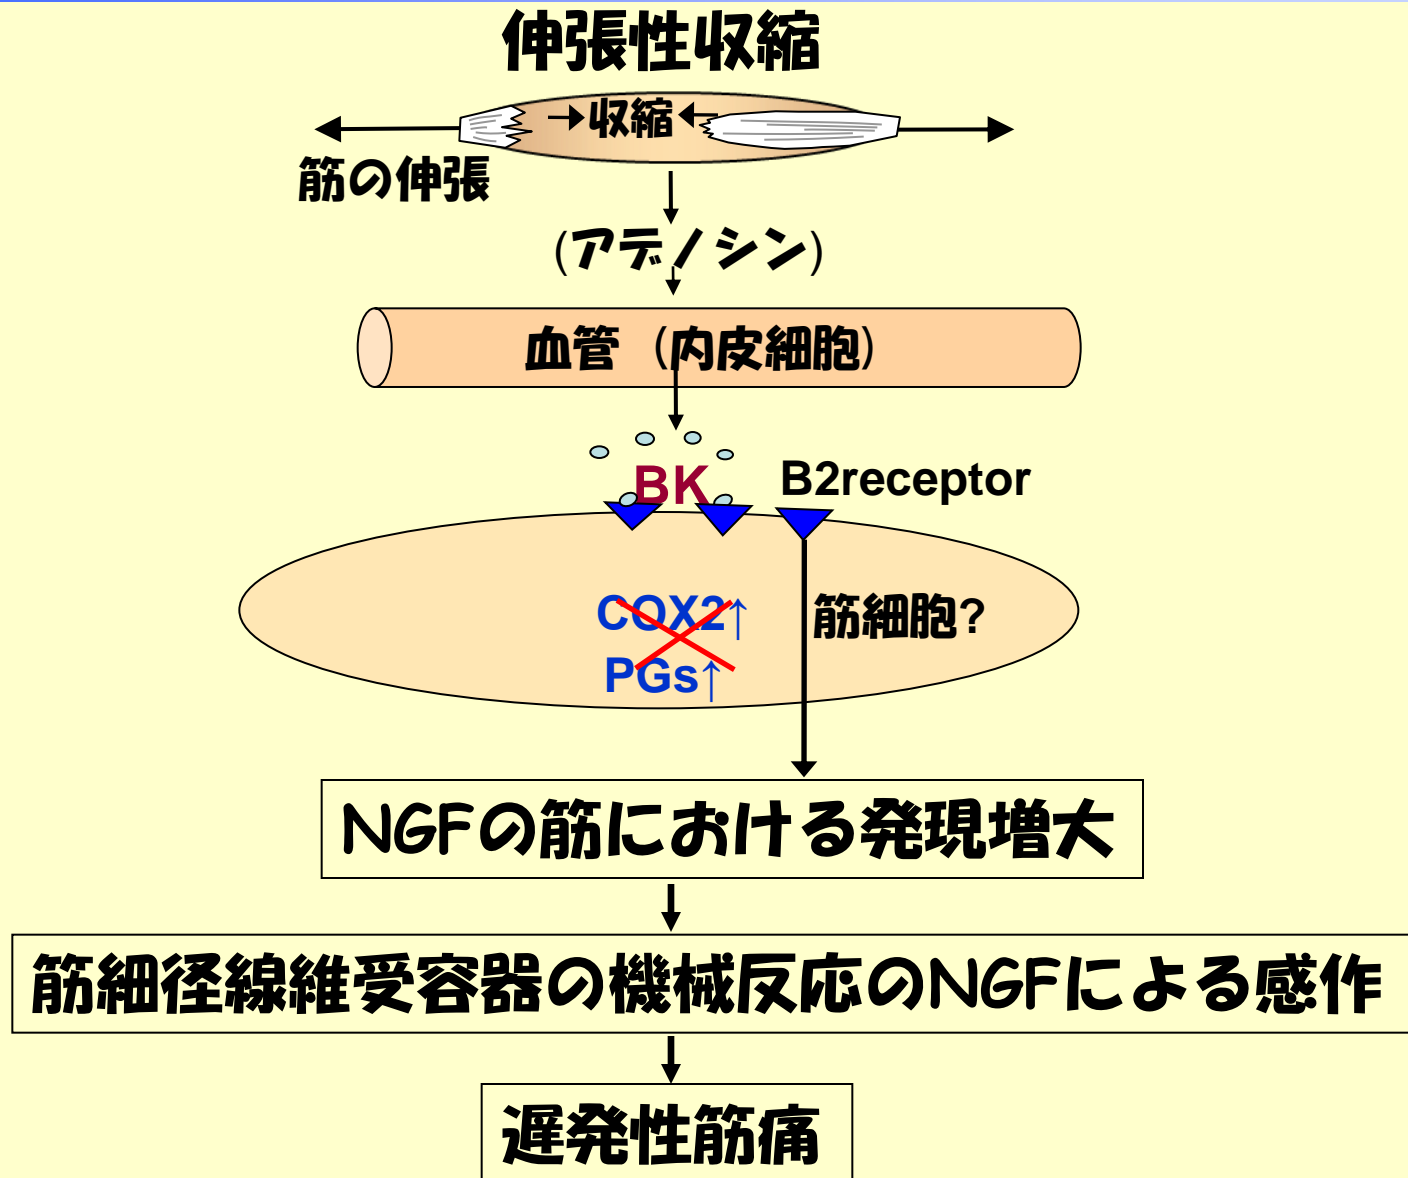 伸張性収縮
→収縮←
筋の伸張
(アデノシン)
血管 (内皮細胞)
BK
B2receptor
COX2↑
筋細胞?
PGs↑
NGFの筋における発現増大
筋細径線維受容器の機械反応のNGFによる感作
遅発性筋痛